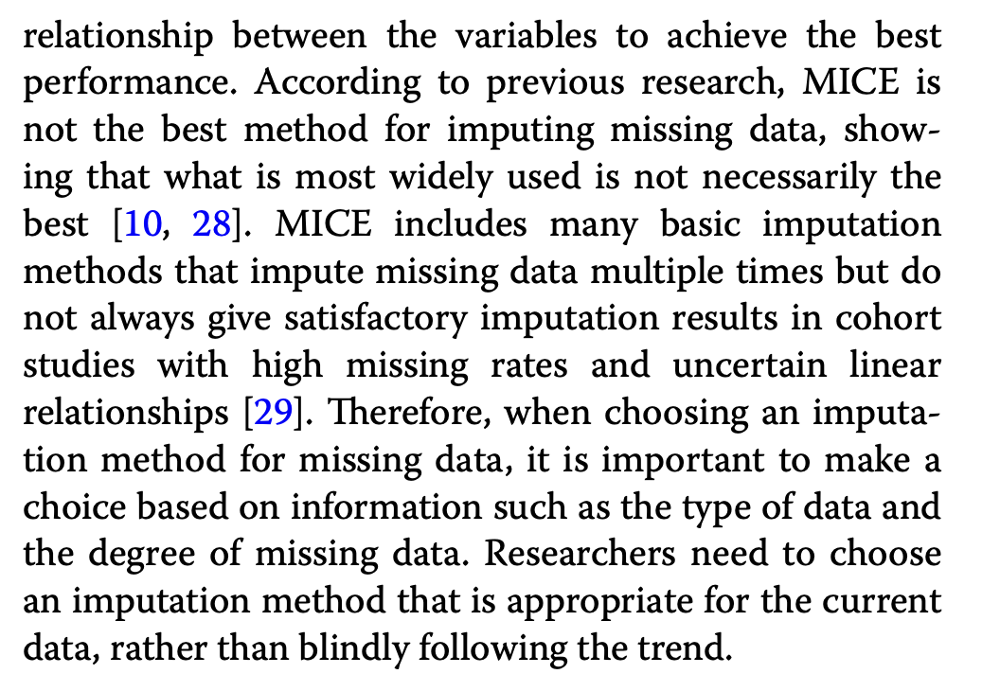 relationship between the variables to achieve the best
performance. According to previous research, MICE is
not the best method for imputing missing data, show-
ing that what is most widely used is not necessarily the
best [10, 28]. MICE includes many basic imputation
methods that impute missing data multiple times but do
not always give satisfactory imputation results in cohort
studies with high missing rates and uncertain linear
relationships [29]. Therefore, when choosing an imputa-
tion method for missing data, it is important to make a
choice based on information such as the type of data and
the degree of missing data. Researchers need to choose
an imputation method that is appropriate for the current
data, rather than blindly following the trend.